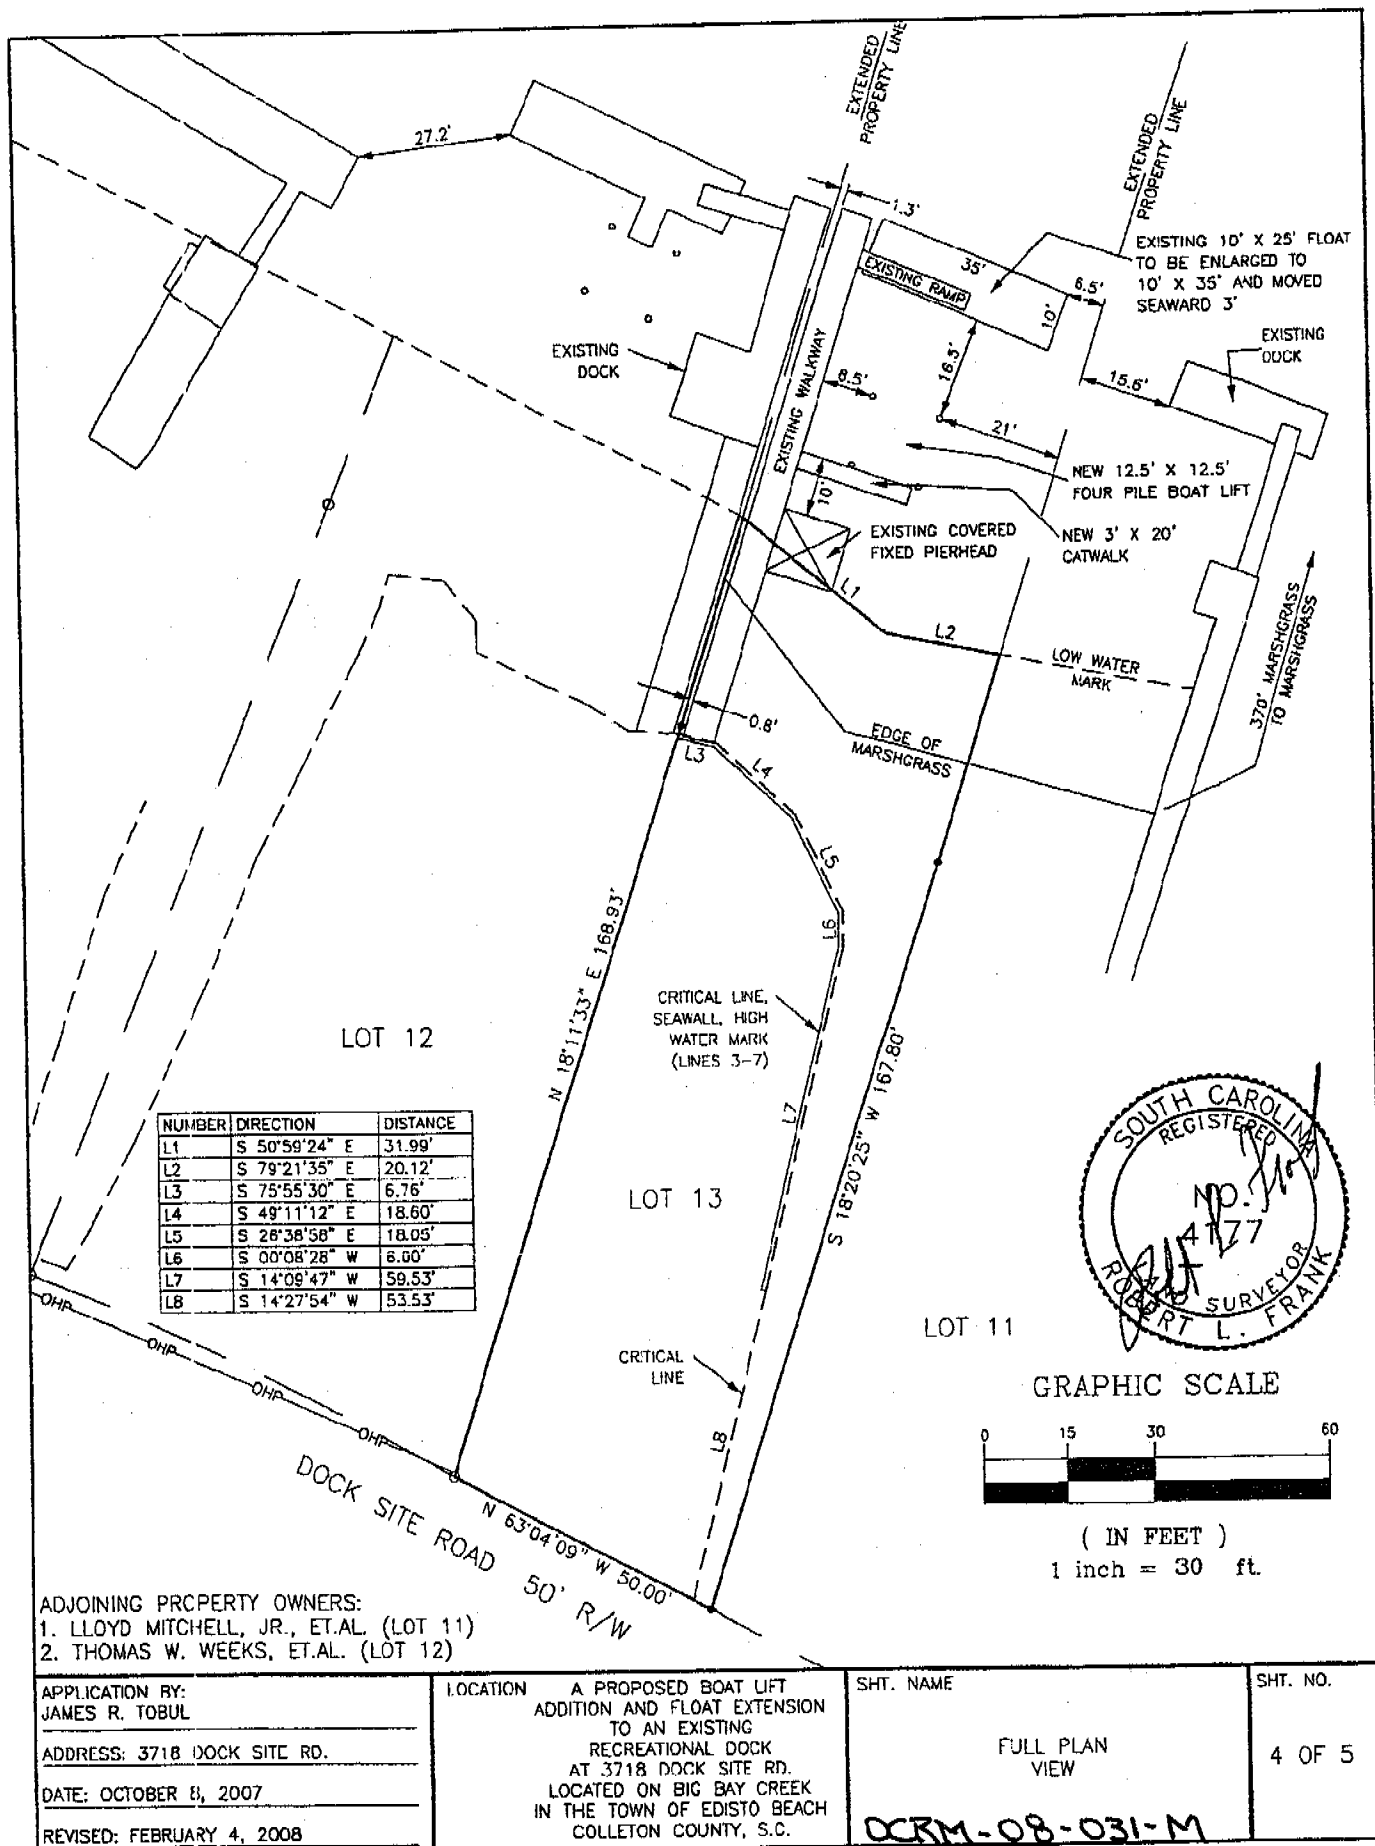 EXTENDED
PROPERTY LINE
EXTENDED
PROPERTY LINE
27.2'
1.3'
35'
EXISTING RAMP
10'
6.5'
EXISTING 10' X 25' FLOAT
TO BE ENLARGED TO
10' X 35' AND MOVED
SEAWARD 3'
EXISTING
DOCK
EXISTING
DOCK
EXISTING WALKWAY
8.5'
16.5'
15.6'
21'
NEW 12.5' X 12.5'
FOUR PILE BOAT LIFT
10'
EXISTING COVERED
FIXED PIERHEAD
NEW 3' X 20'
CATWALK
L1
L2
LOW WATER
MARK
370' MARSHGRASS
TO MARSHGRASS
0.8'
EDGE OF
MARSHGRASS
L3
L4
L5
L6
N 18°11'33" E 168.93'
CRITICAL LINE,
SEAWALL, HIGH
WATER MARK
(LINES 3-7)
S 18°20'25" W 167.80'
L7
LOT 12
NUMBER DIRECTION DISTANCE
L1 S 50°59'24" E 31.99'
L2 S 79°21'35" E 20.12'
L3 S 75°55'30" E 6.76'
L4 S 49°11'12" E 18.60'
L5 S 26°38'58" E 18.05'
L6 S 00°08'28" W 6.00'
L7 S 14°09'47" W 59.53'
L8 S 14°27'54" W 53.53'
LOT 13
LOT 11
SOUTH CAROLINA
REGISTERED
NO.
4177
LAND SURVEYOR
ROBERT L. FRANK
CRITICAL
LINE
L8
OHP
OHP
OHP
OHP
DOCK SITE ROAD 50' R/W
N 63°04'09" W 50.00'
GRAPHIC SCALE
0 15 30 60
( IN FEET )
1 inch = 30 ft.
ADJOINING PROPERTY OWNERS:
1. LLOYD MITCHELL, JR., ET.AL. (LOT 11)
2. THOMAS W. WEEKS, ET.AL. (LOT 12)
APPLICATION BY:
JAMES R. TOBUL
ADDRESS: 3718 DOCK SITE RD.
DATE: OCTOBER 8, 2007
REVISED: FEBRUARY 4, 2008
LOCATION A PROPOSED BOAT LIFT
ADDITION AND FLOAT EXTENSION
TO AN EXISTING
RECREATIONAL DOCK
AT 3718 DOCK SITE RD.
LOCATED ON BIG BAY CREEK
IN THE TOWN OF EDISTO BEACH
COLLETON COUNTY, S.C.
SHT. NAME
FULL PLAN
VIEW
OCRM-08-031-M
SHT. NO.
4 OF 5